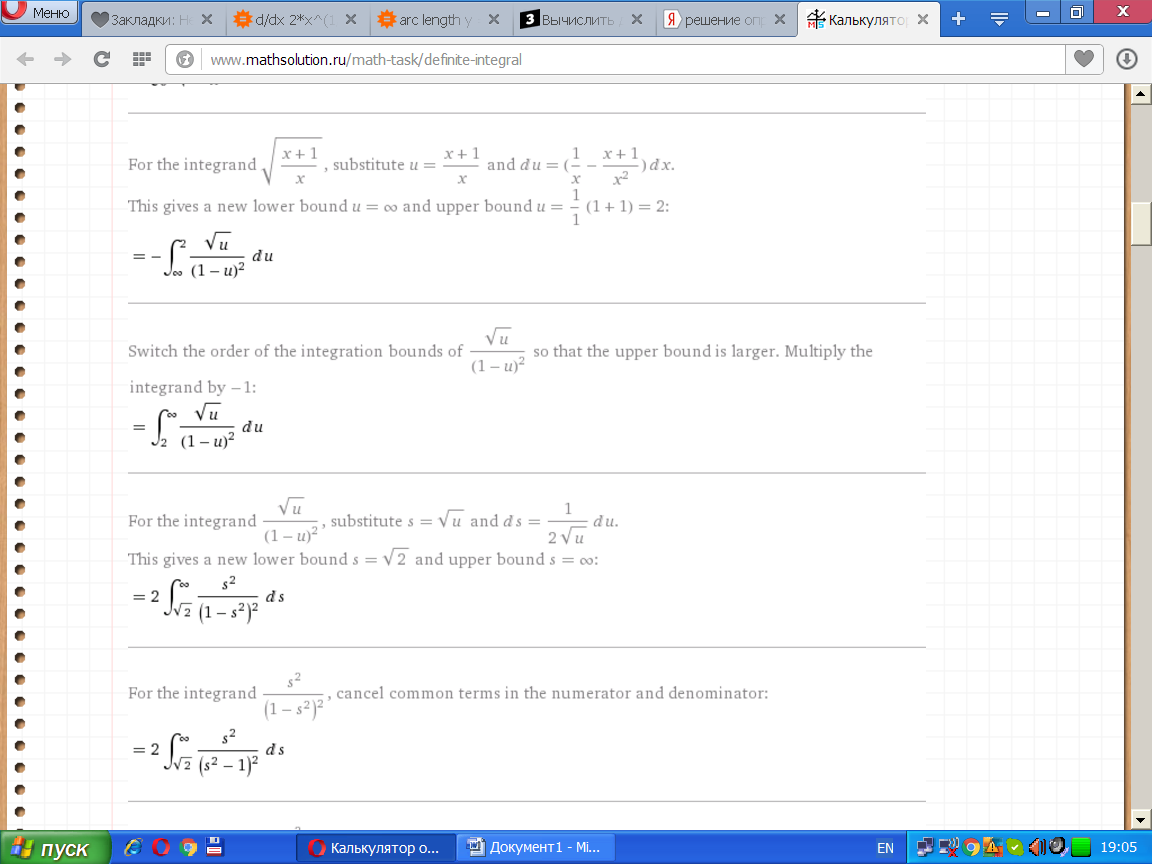 Меню
Закладки: Не
d/dx 2*x^(1
arc length y
Вычислить
решение опр
Калькулятор
www.mathsolution.ru/math-task/definite-integral
For the integrand √((x + 1)/x), substitute u = (x + 1)/x and du = (1/x − (x + 1)/x²) dx.
This gives a new lower bound u = ∞ and upper bound u = 1/1 (1 + 1) = 2:
= − ∫_∞^2 √u/(1 − u)² du
Switch the order of the integration bounds of √u/(1 − u)² so that the upper bound is larger. Multiply the
integrand by −1:
= ∫_2^∞ √u/(1 − u)² du
For the integrand √u/(1 − u)², substitute s = √u and ds = 1/(2 √u) du.
This gives a new lower bound s = √2 and upper bound s = ∞:
= 2 ∫_√2^∞ s²/(1 − s²)² ds
For the integrand s²/(1 − s²)², cancel common terms in the numerator and denominator:
= 2 ∫_√2^∞ s²/(s² − 1)² ds
пуск
Калькулятор о...
Документ1 - Mi...
EN
19:05